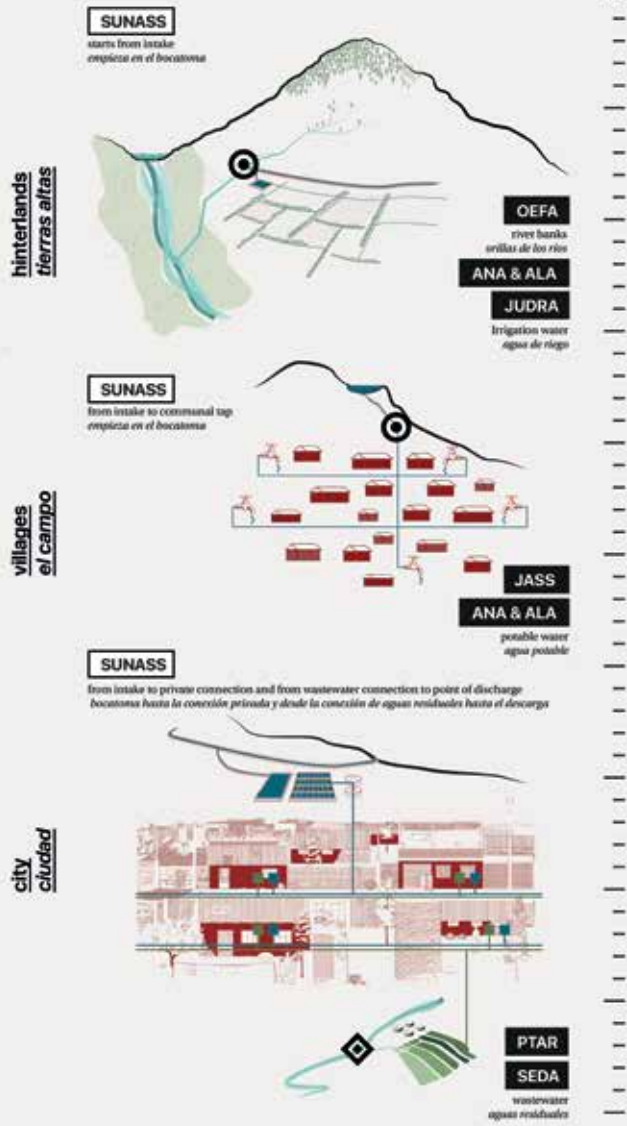 SUNASS
starts from intake
empieza en el bocatoma
hinterlands
tierras altas
OEFA
river banks
orillas de los rios
ANA & ALA
JUDRA
Irrigation water
agua de riego
SUNASS
from intake to communal tap
empieza en el bocatoma
villages
el campo
JASS
ANA & ALA
potable water
agua potable
SUNASS
from intake to private connection and from wastewater connection to point of discharge
bocatoma hasta la conexión privada y desde la conexión de aguas residuales hasta el descarga
city
ciudad
PTAR
SEDA
wastewater
aguas residuales